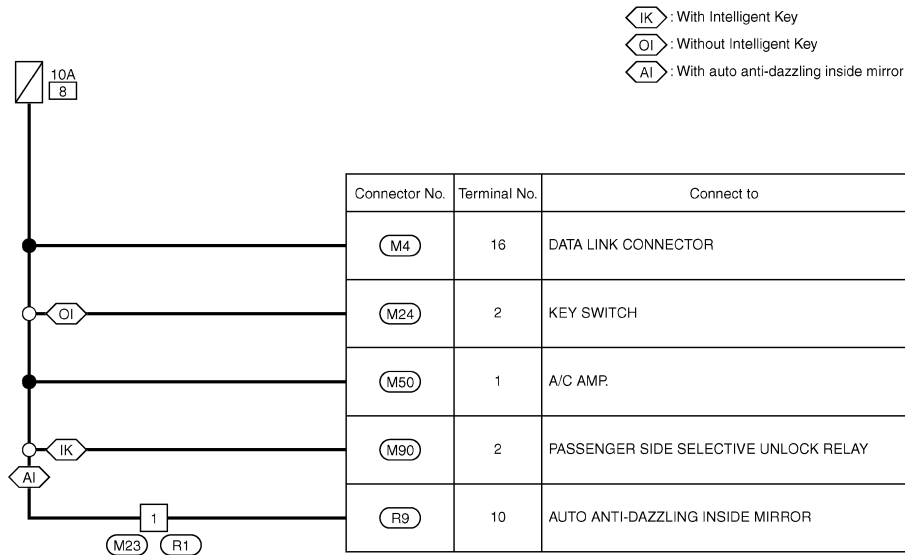 IK : With Intelligent Key
OI : Without Intelligent Key
AI : With auto anti-dazzling inside mirror
10A
8
Connector No. Terminal No. Connect to
M4 16 DATA LINK CONNECTOR
OI M24 2 KEY SWITCH
M50 1 A/C AMP.
IK M90 2 PASSENGER SIDE SELECTIVE UNLOCK RELAY
AI
1 R9 10 AUTO ANTI-DAZZLING INSIDE MIRROR
M23 R1